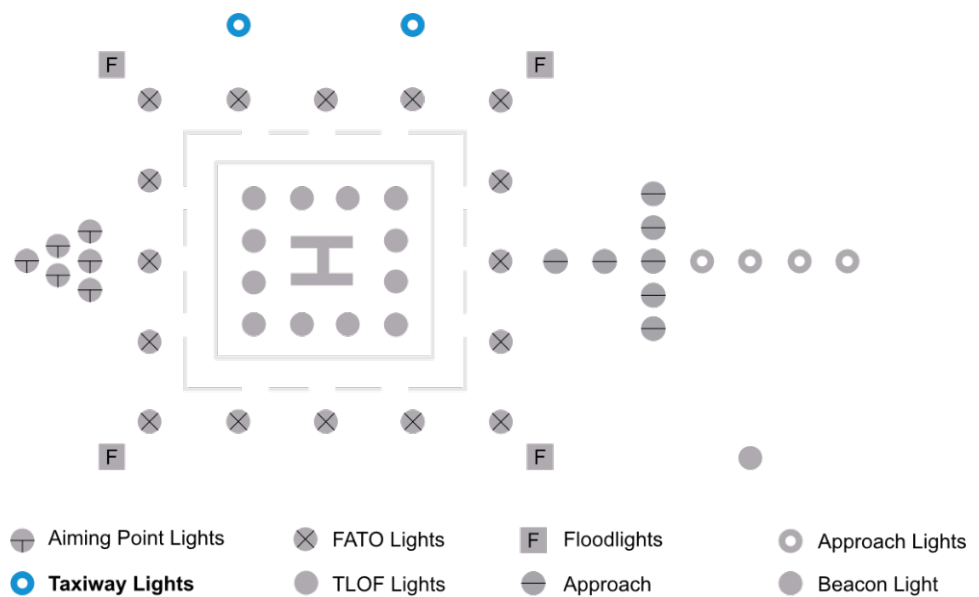 F
F
H
F
F
Aiming Point Lights
FATO Lights
F
Floodlights
Approach Lights
Taxiway Lights
TLOF Lights
Approach
Beacon Light